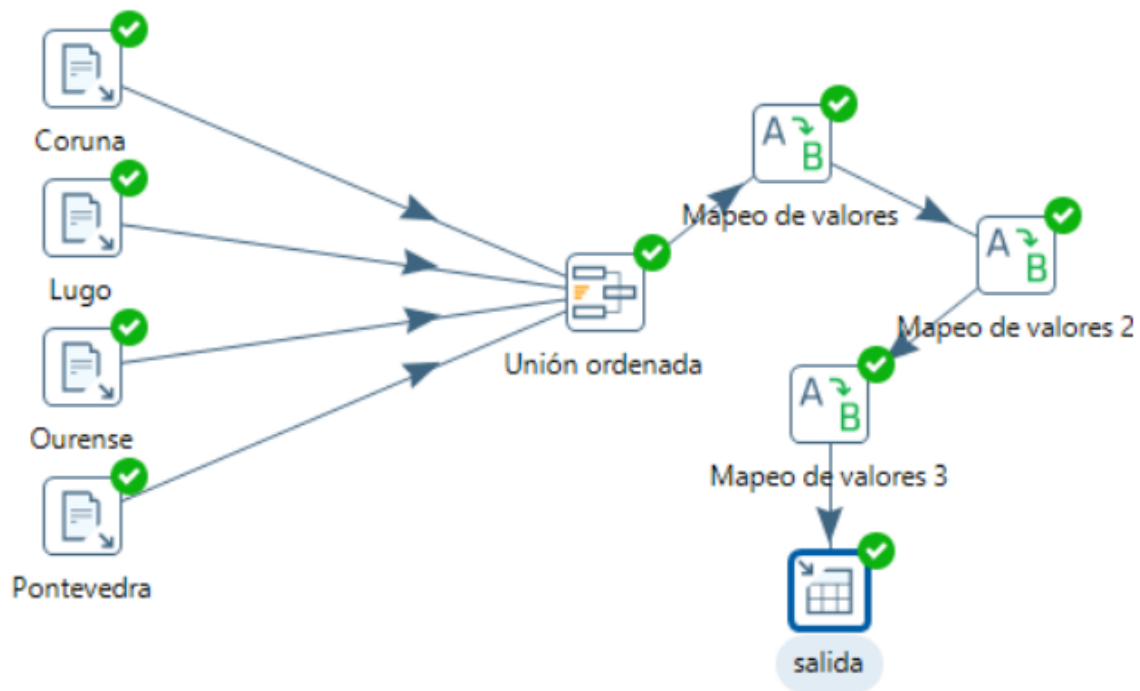 Coruna
Lugo
Ourense
Pontevedra
Unión ordenada
A B
Mapeo de valores
A B
Mapeo de valores 2
A B
Mapeo de valores 3
salida